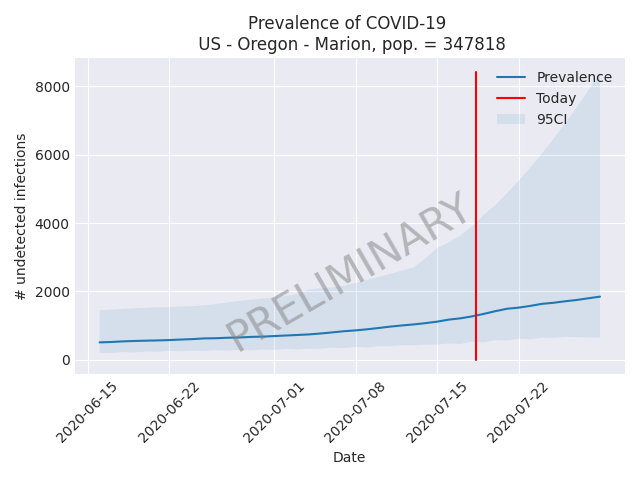 Prevalence of COVID-19
US - Oregon - Marion, pop. = 347818
8000
6000
4000
2000
0
# undetected infections
Prevalence
Today
95CI
PRELIMINARY
2020-06-15
2020-06-22
2020-07-01
2020-07-08
2020-07-15
2020-07-22
Date